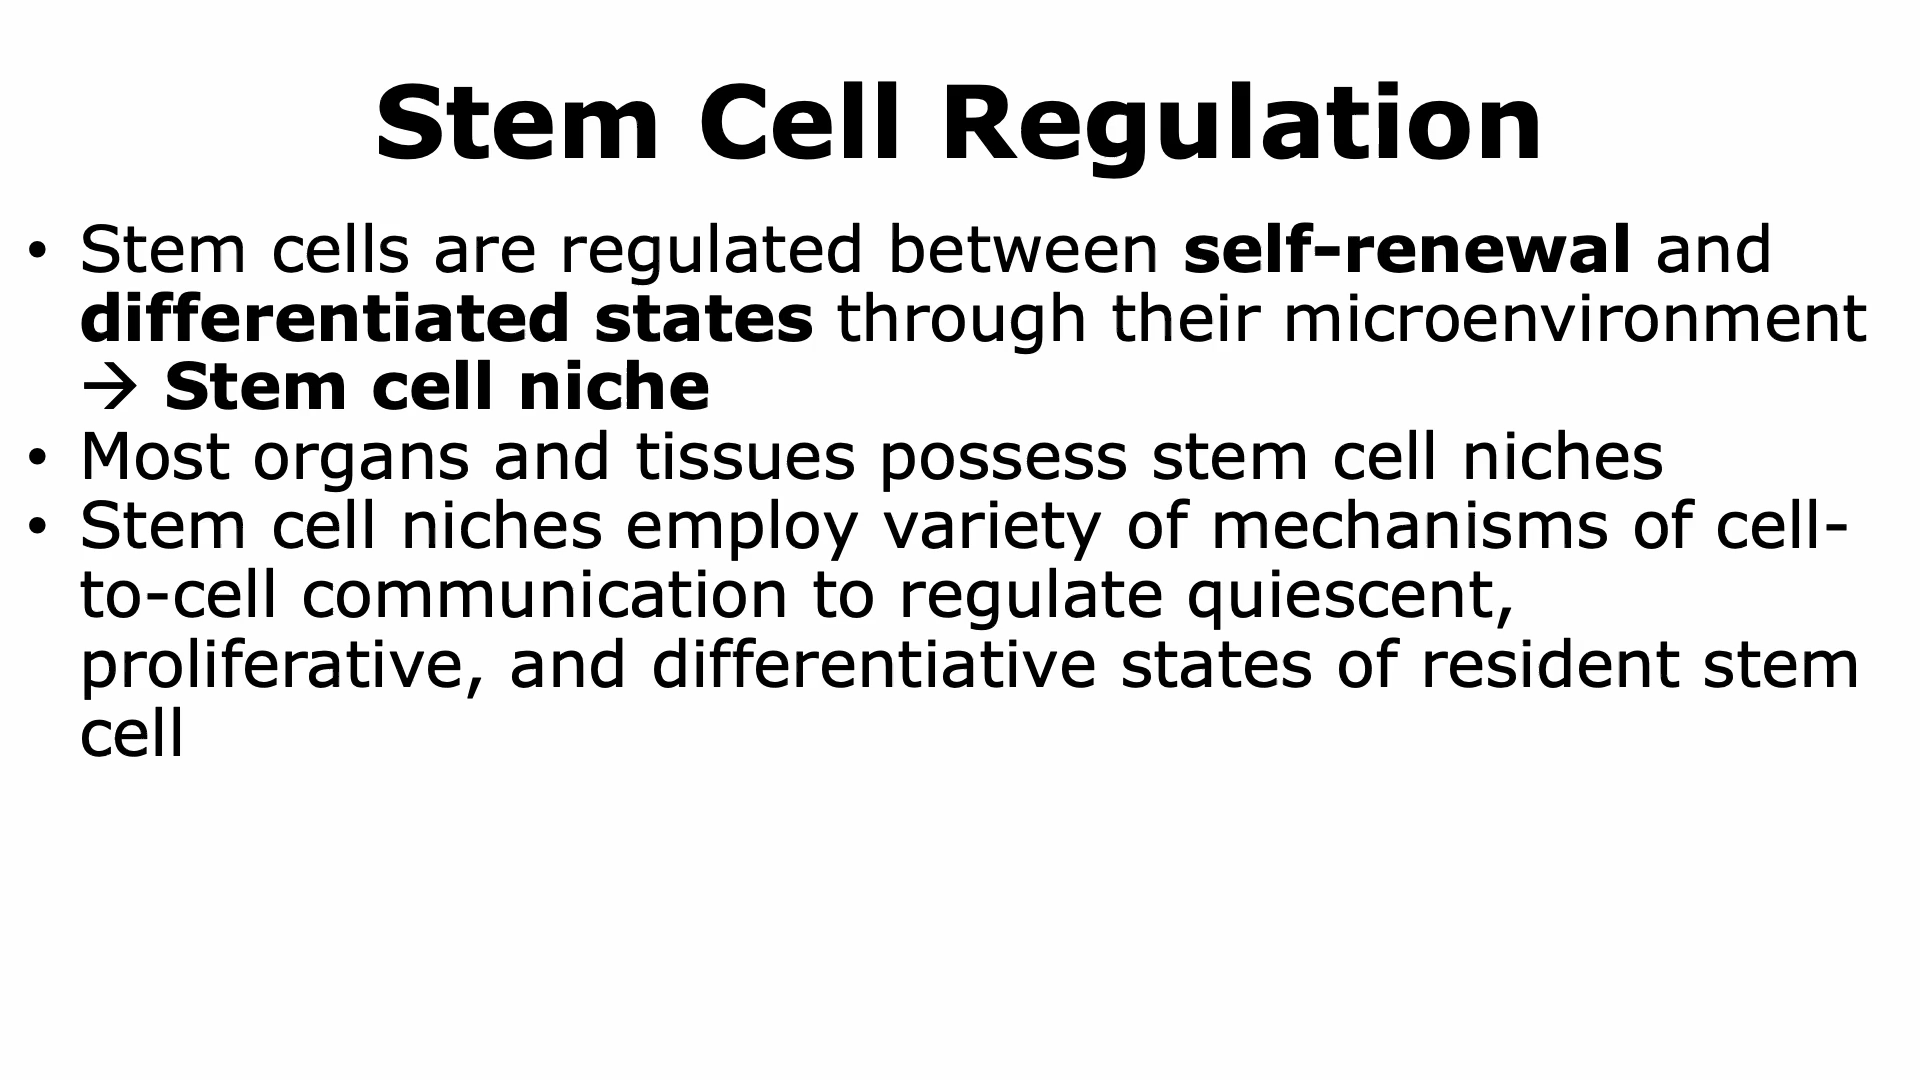 Stem Cell Regulation
• Stem cells are regulated between self-renewal and
differentiated states through their microenvironment
→ Stem cell niche
• Most organs and tissues possess stem cell niches
• Stem cell niches employ variety of mechanisms of cell-
to-cell communication to regulate quiescent,
proliferative, and differentiative states of resident stem
cell